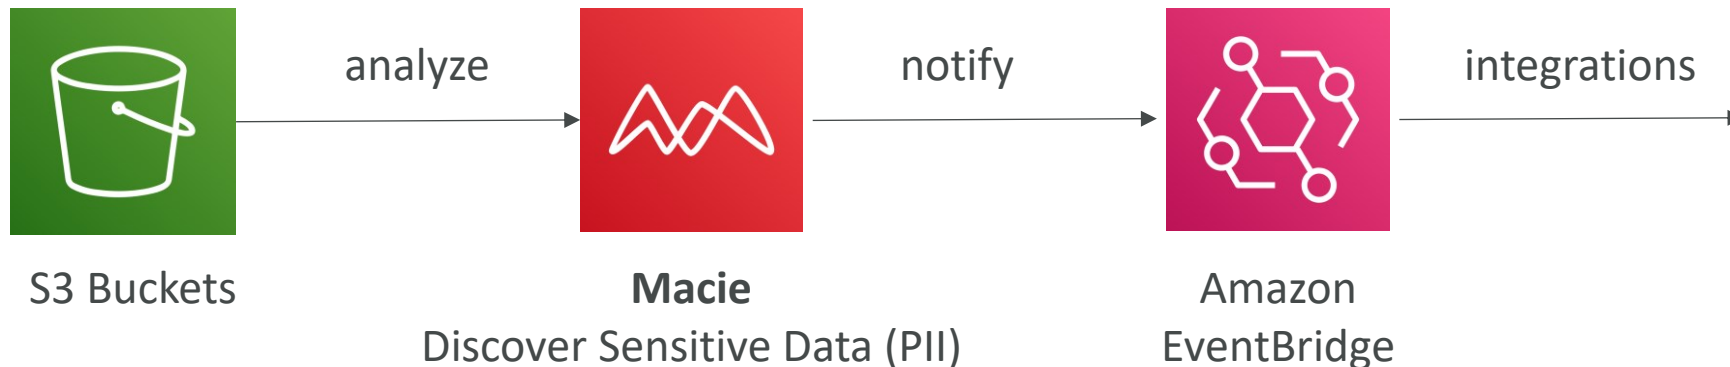 analyze
notify
integrations
S3 Buckets
Macie
Discover Sensitive Data (PII)
Amazon
EventBridge